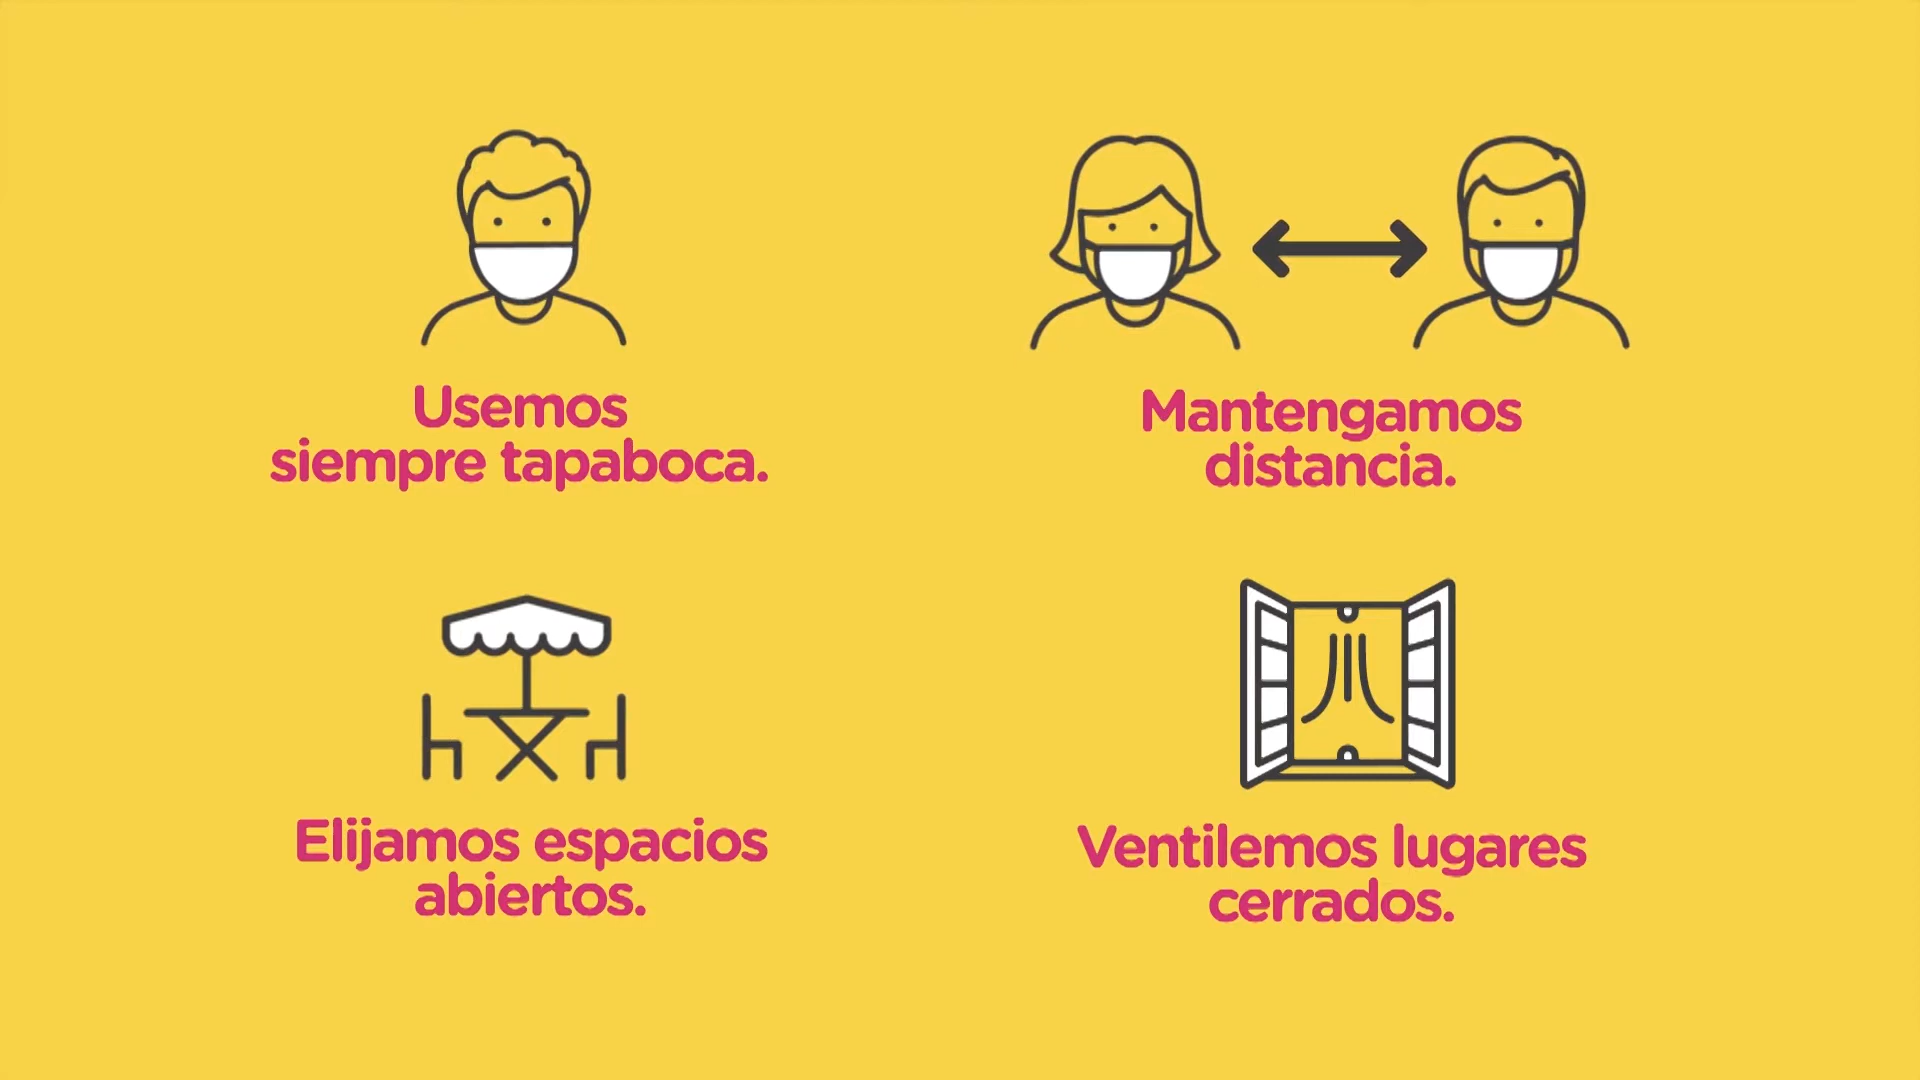 Usemos
siempre tapaboca.
Mantengamos
distancia.
Elijamos espacios
abiertos.
Ventilemos lugares
cerrados.